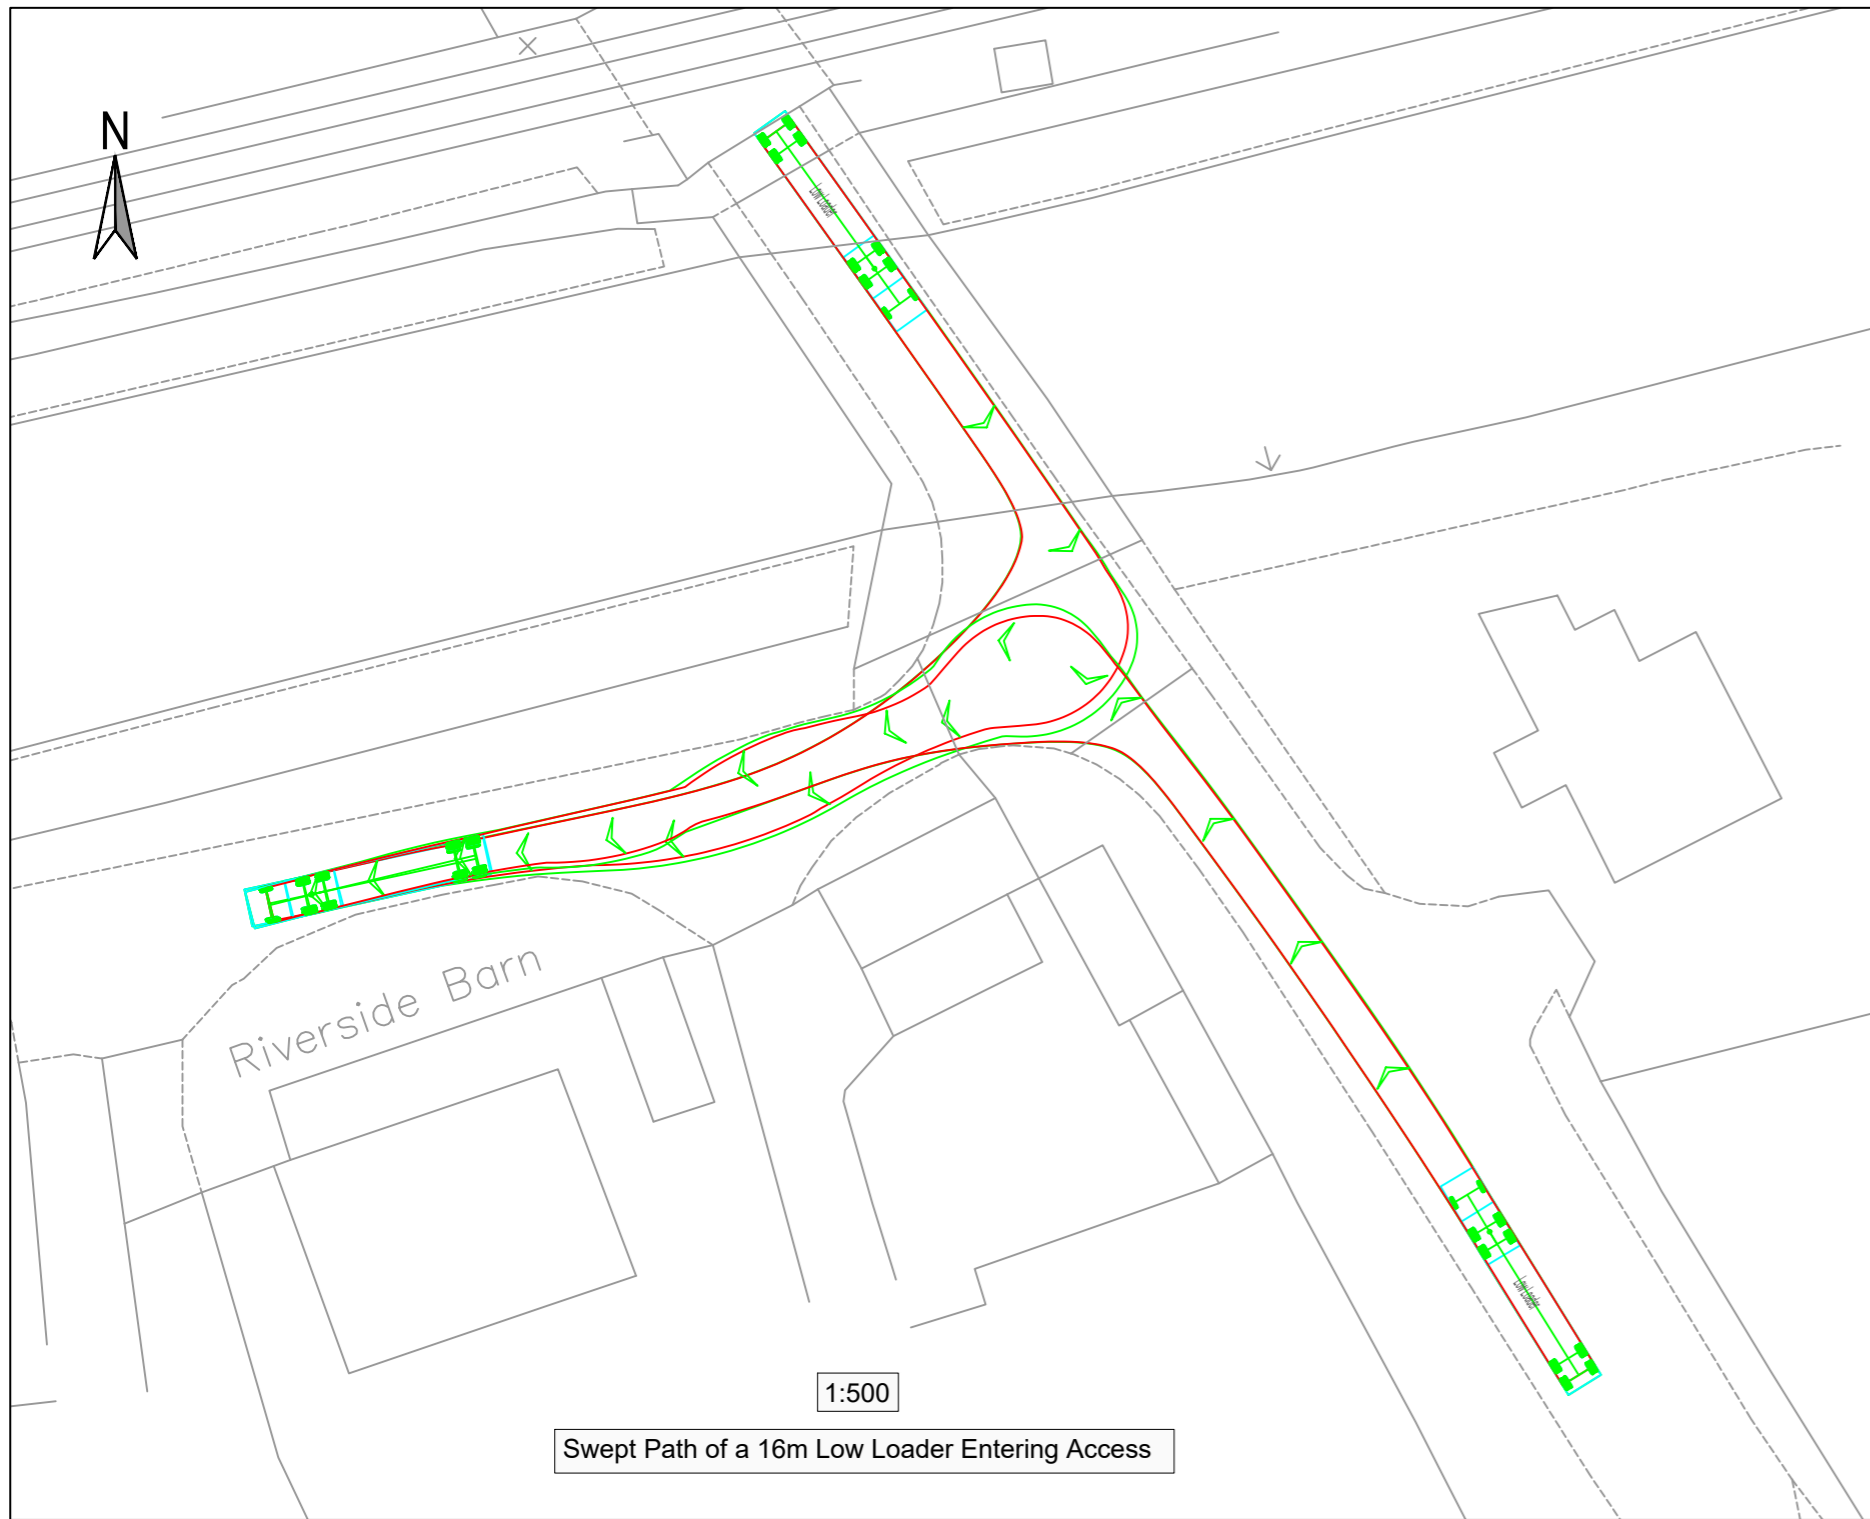 N
Low Loader
Riverside Barn
Low Loader
1:500
Swept Path of a 16m Low Loader Entering Access